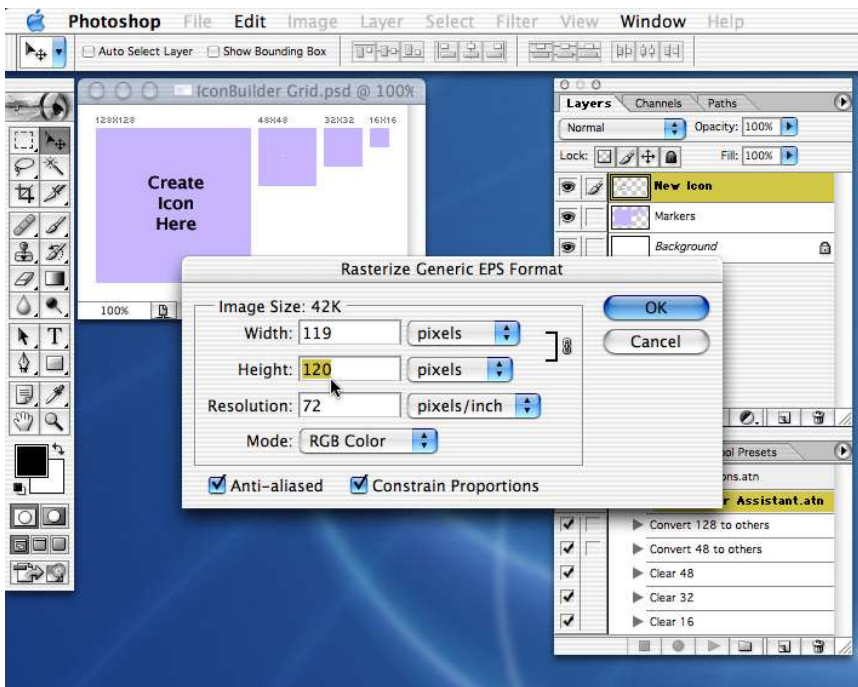 Photoshop File Edit Image Layer Select Filter View Window Help
Auto Select Layer Show Bounding Box
IconBuilder Grid.psd @ 100%
128X128 48X48 32X32 16X16
Create
Icon
Here
100%
Layers Channels Paths
Normal Opacity: 100%
Lock: Fill: 100%
New Icon
Markers
Background
Rasterize Generic EPS Format
Image Size: 42K
Width: 119 pixels
Height: 120 pixels
Resolution: 72 pixels/inch
Mode: RGB Color
Anti-aliased Constrain Proportions
OK
Cancel
T
ol Presets
ons.atn
r Assistant.atn
Convert 128 to others
Convert 48 to others
Clear 48
Clear 32
Clear 16